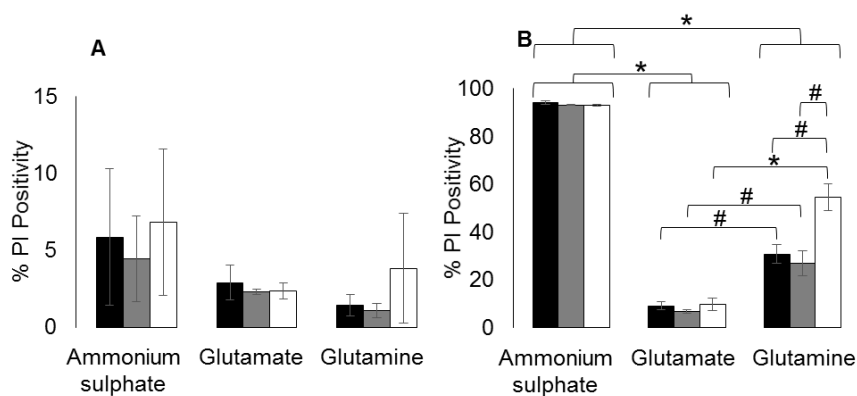 A
% PI Positivity
15
10
5
0
Ammonium
sulphate
Glutamate
Glutamine
B
% PI Positivity
100
80
60
40
20
0
*
*
#
#
*
#
#
Ammonium
sulphate
Glutamate
Glutamine